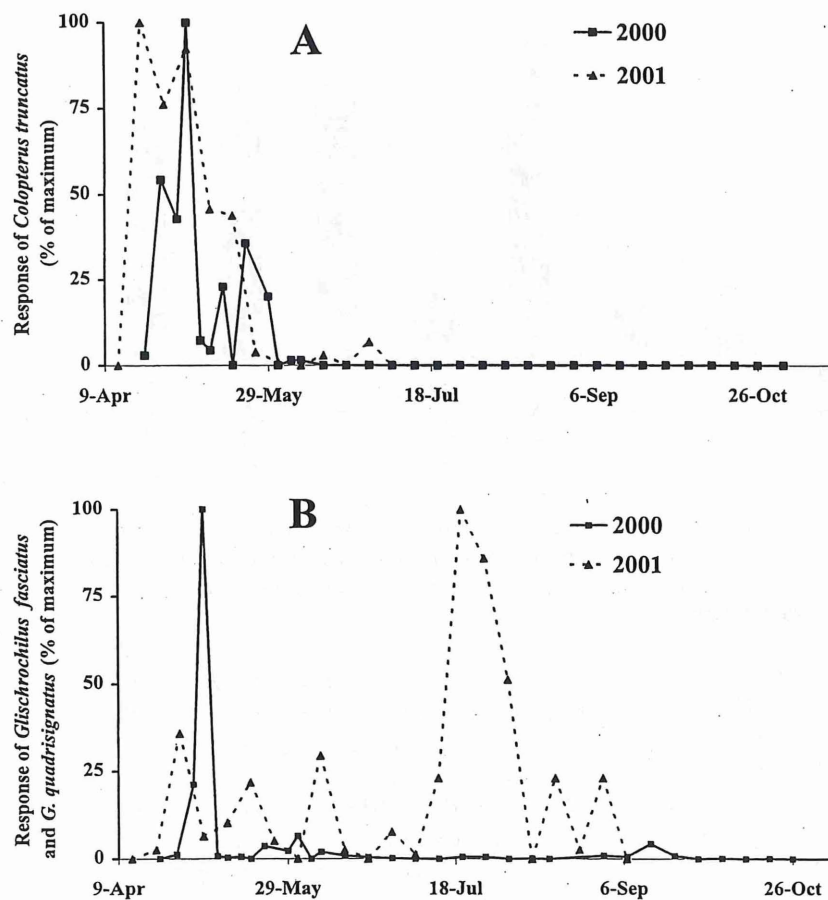 A
2000
2001
Response of Colopterus truncatus
(% of maximum)
100
75
50
25
0
9-Apr 29-May 18-Jul 6-Sep 26-Oct
B
2000
2001
Response of Glischrochilus fasciatus
and G. quadrisignatus (% of maximum)
100
75
50
25
0
9-Apr 29-May 18-Jul 6-Sep 26-Oct